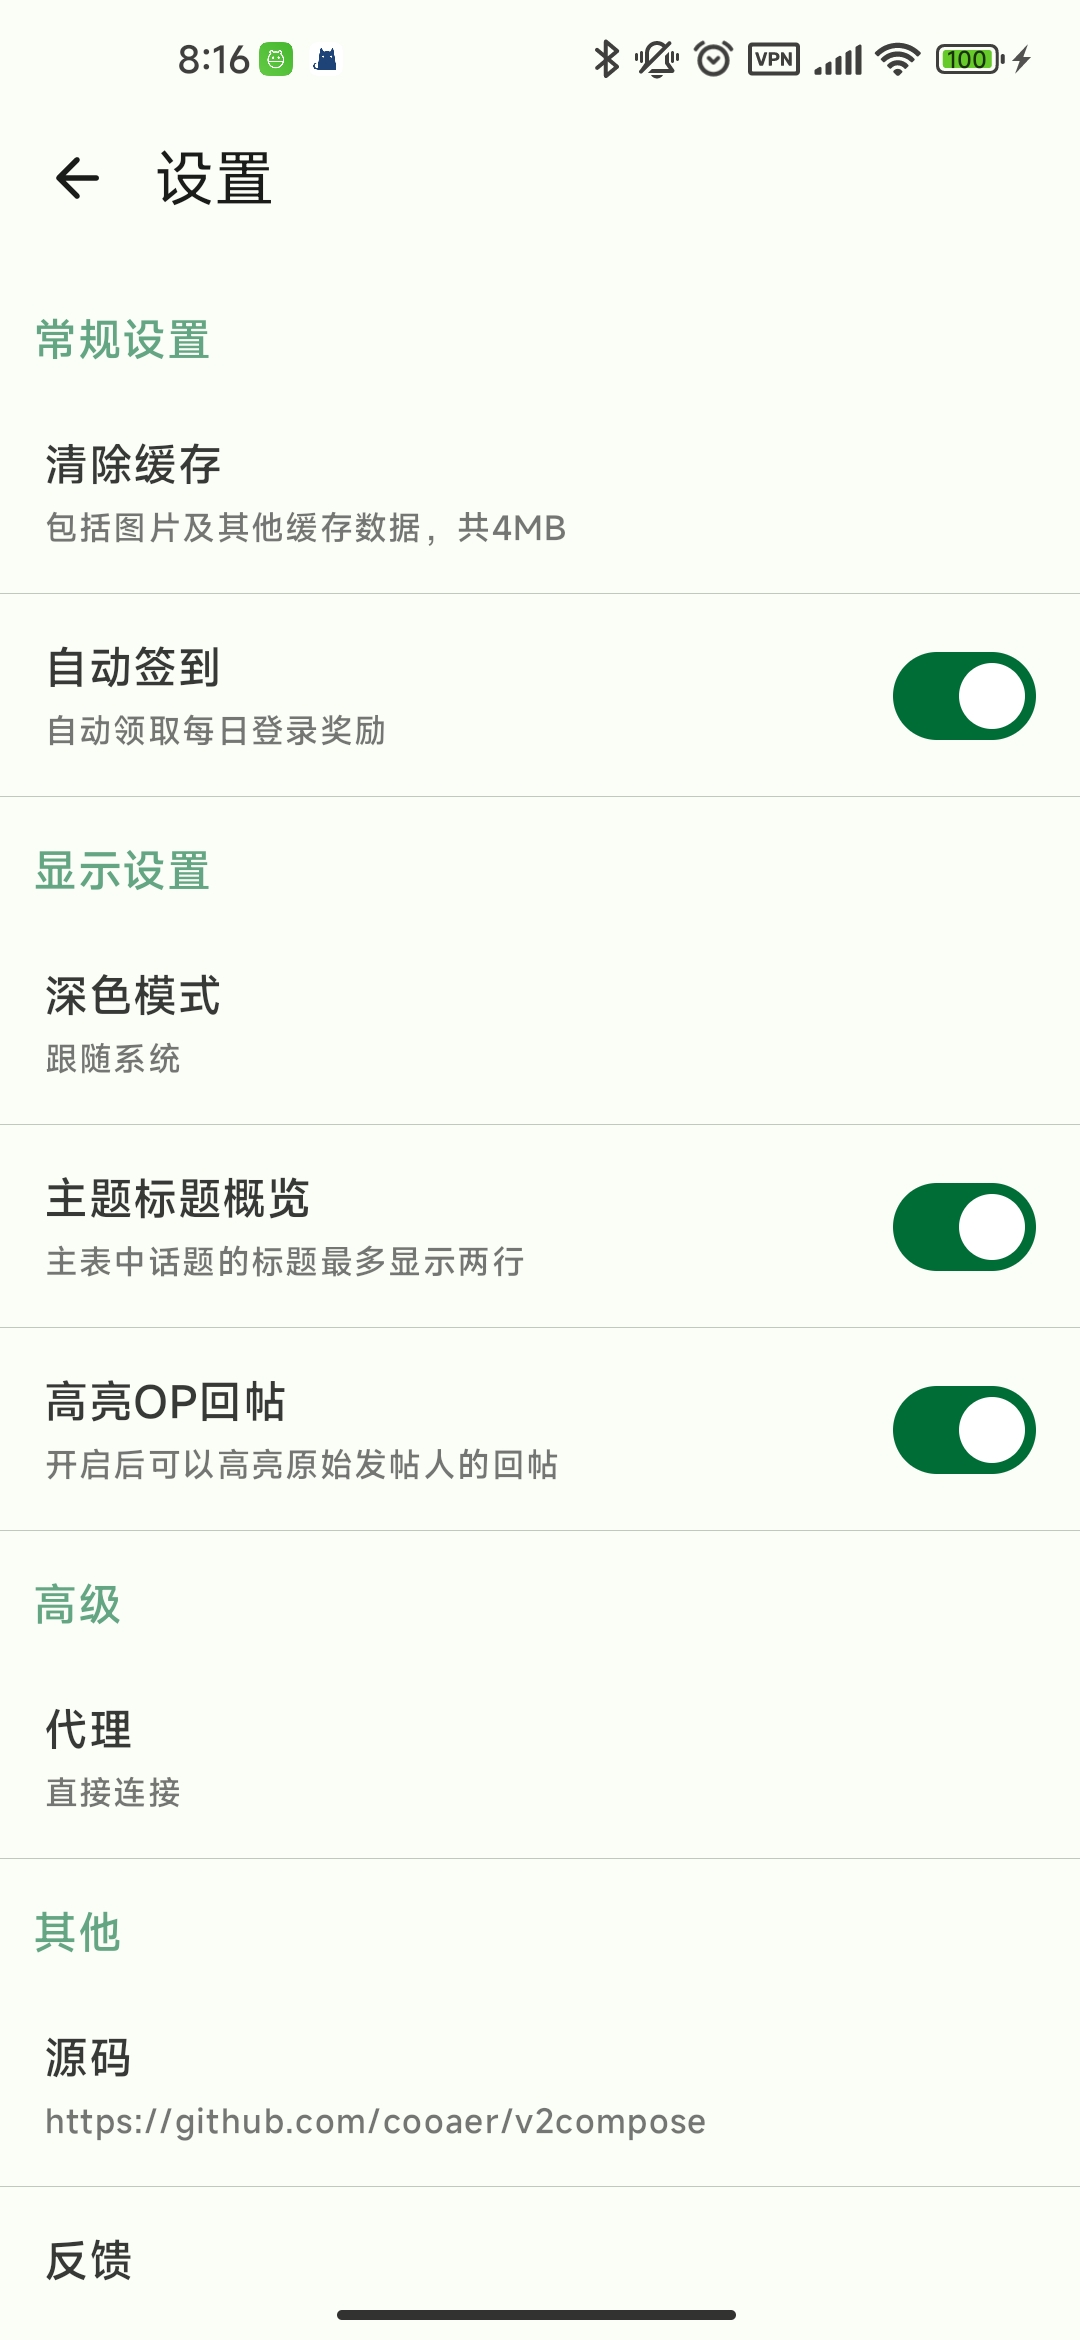 8:16
VPN
100
设置
常规设置
清除缓存
包括图片及其他缓存数据，共4MB
自动签到
自动领取每日登录奖励
显示设置
深色模式
跟随系统
主题标题概览
主表中话题的标题最多显示两行
高亮OP回帖
开启后可以高亮原始发帖人的回帖
高级
代理
直接连接
其他
源码
https://github.com/cooaer/v2compose
反馈